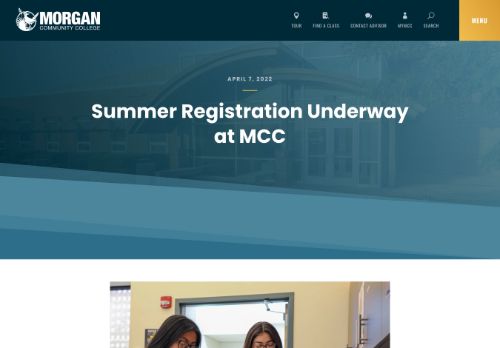 MORGAN
COMMUNITY COLLEGE
TOUR
FIND A CLASS
CONTACT ADVISOR
MYMCC
SEARCH
MENU
APRIL 7, 2022
Summer Registration Underway
at MCC